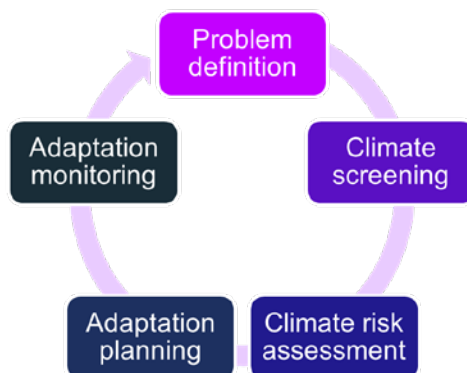 Problem
definition
Climate
screening
Climate risk
assessment
Adaptation
planning
Adaptation
monitoring